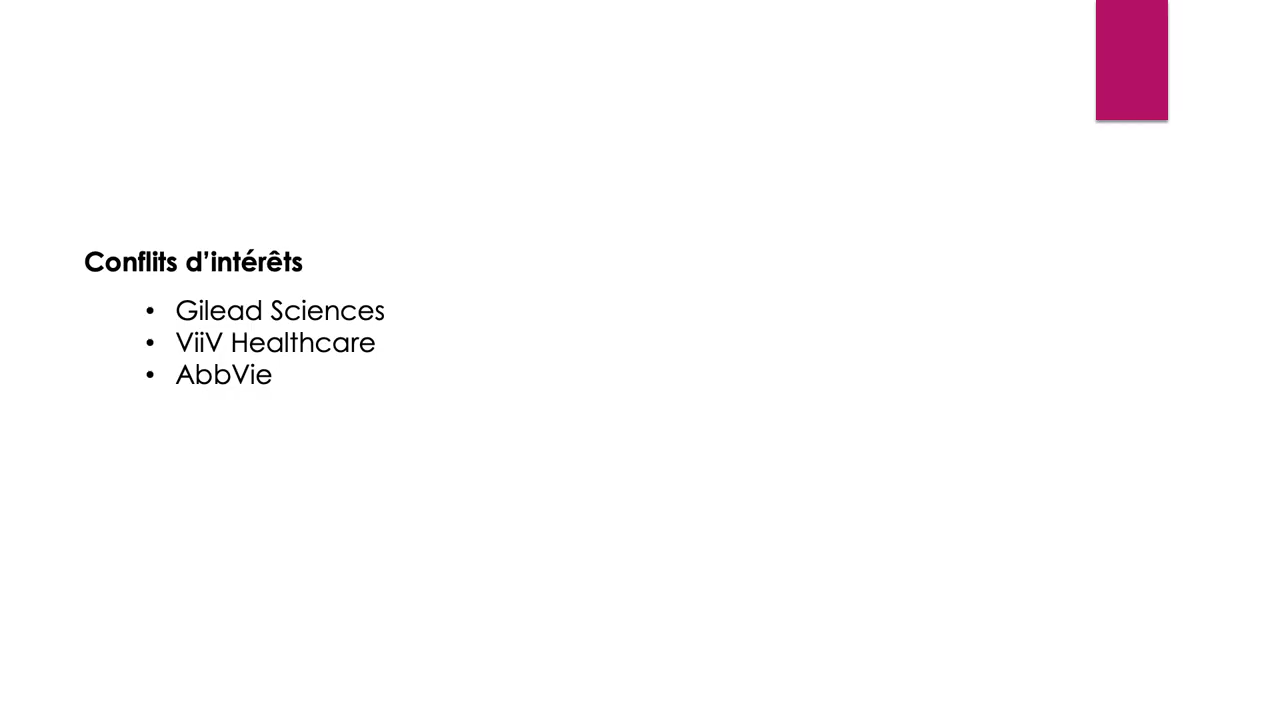 Conflits d’intérêts
• Gilead Sciences
• ViiV Healthcare
• AbbVie